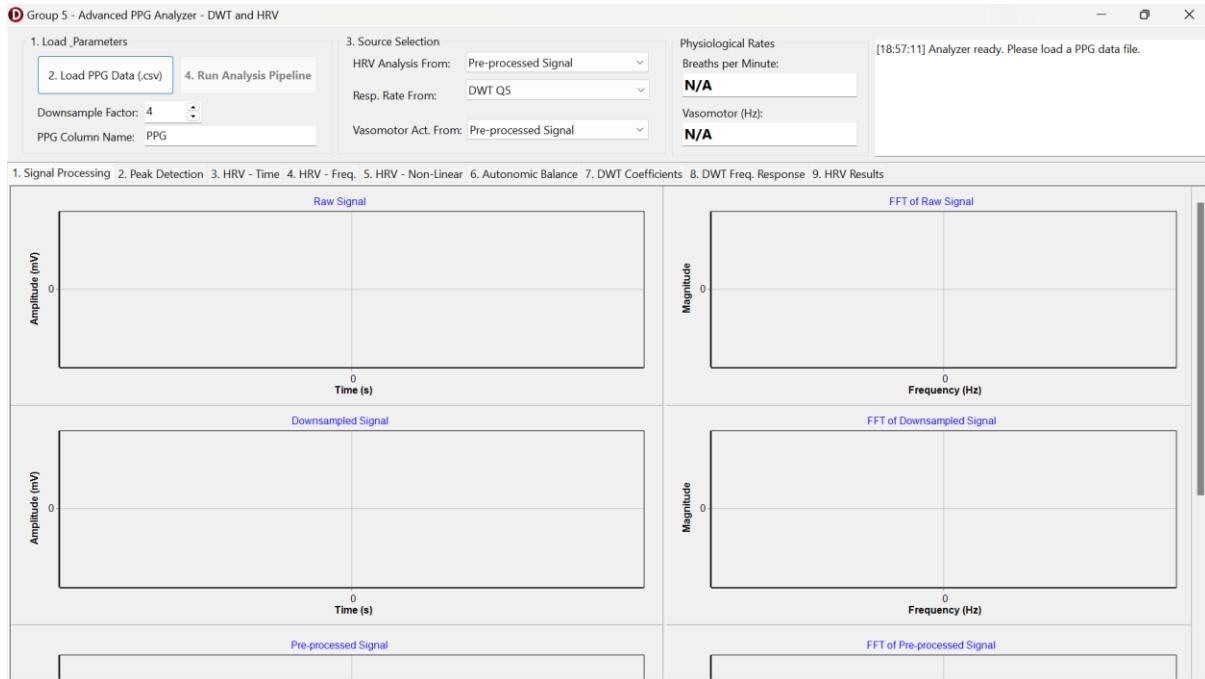 Group 5 - Advanced PPG Analyzer - DWT and HRV
1. Load _Parameters
2. Load PPG Data (.csv)
4. Run Analysis Pipeline
Downsample Factor: 4
PPG Column Name: PPG
3. Source Selection
HRV Analysis From: Pre-processed Signal
Resp. Rate From: DWT Q5
Vasomotor Act. From: Pre-processed Signal
Physiological Rates
Breaths per Minute:
N/A
Vasomotor (Hz):
N/A
[18:57:11] Analyzer ready. Please load a PPG data file.
1. Signal Processing 2. Peak Detection 3. HRV - Time 4. HRV - Freq. 5. HRV - Non-Linear 6. Autonomic Balance 7. DWT Coefficients 8. DWT Freq. Response 9. HRV Results
Raw Signal
Amplitude (mV)
0
0
Time (s)
FFT of Raw Signal
Magnitude
0
0
Frequency (Hz)
Downsampled Signal
Amplitude (mV)
0
0
Time (s)
FFT of Downsampled Signal
Magnitude
0
0
Frequency (Hz)
Pre-processed Signal
FFT of Pre-processed Signal